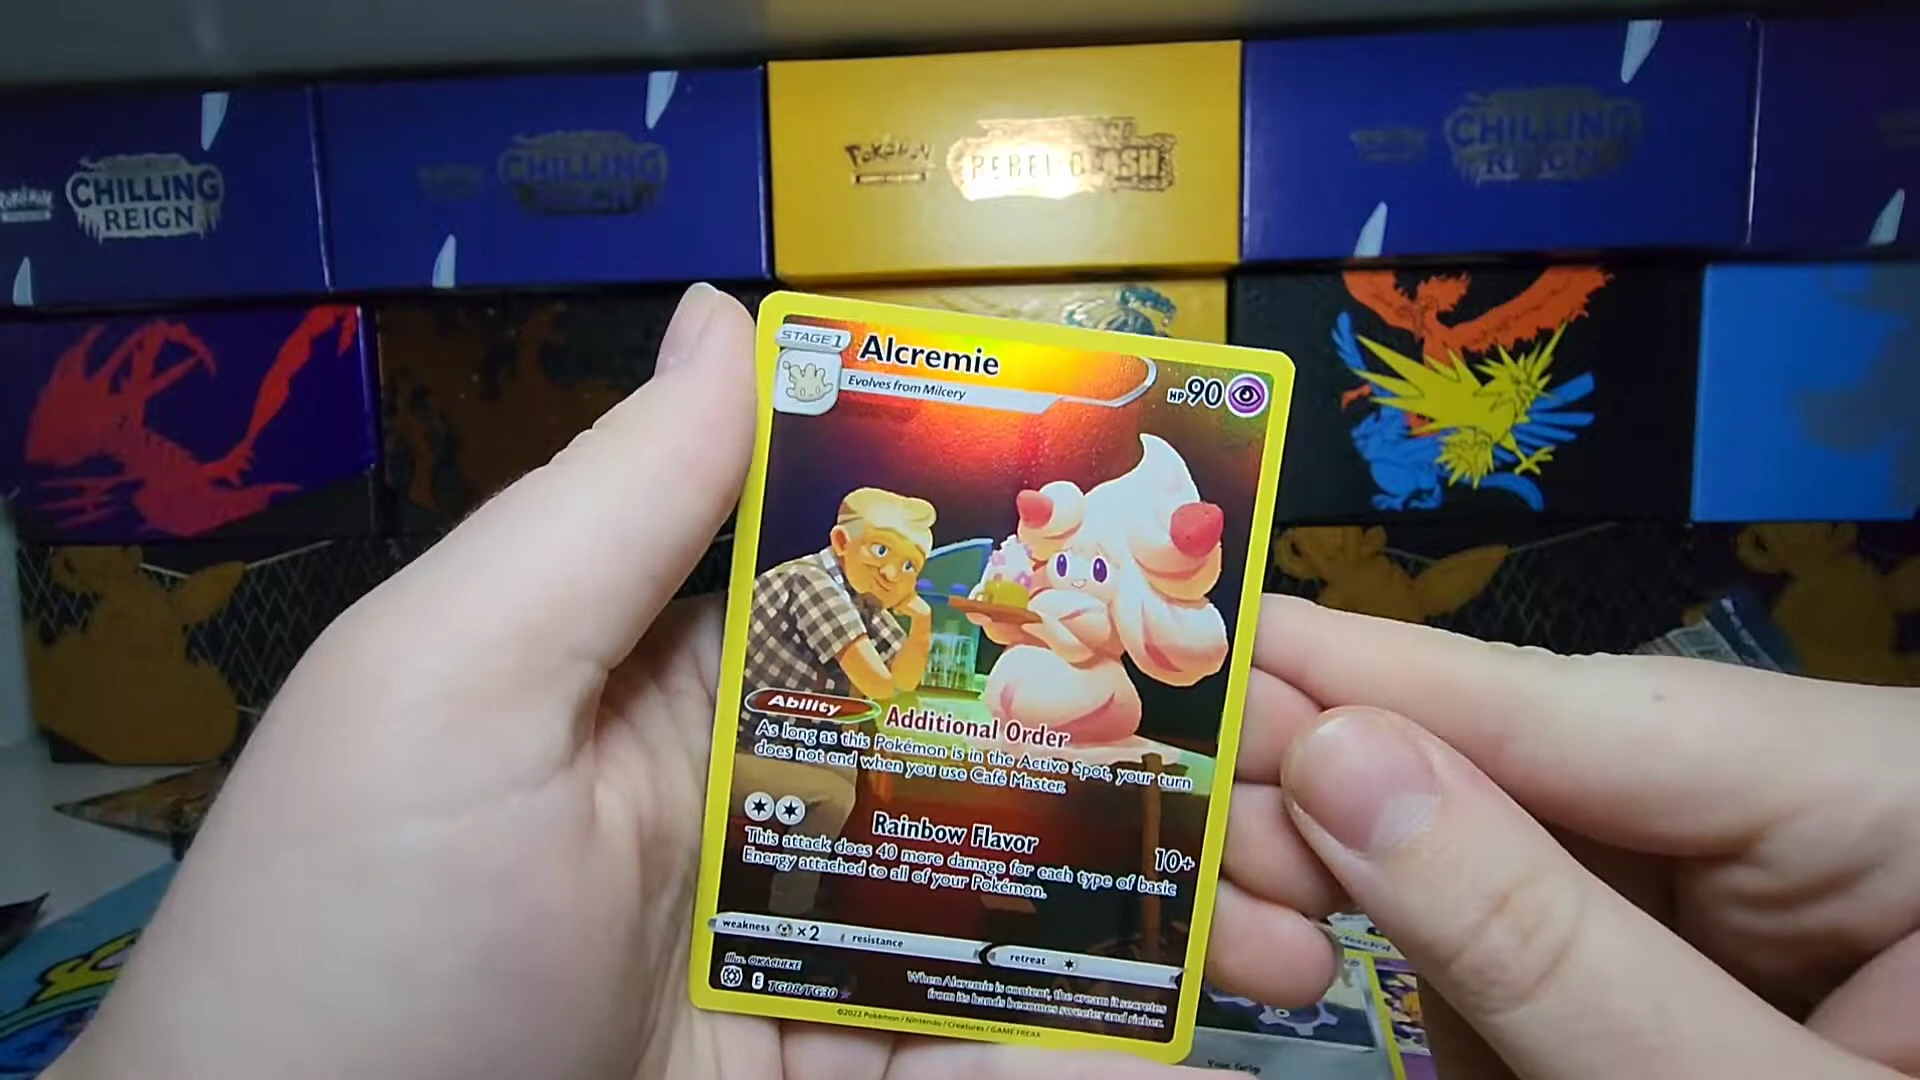 Pokémon
CHILLING
REIGN
CHILLING
REIGN
Pokémon
REBEL CLASH
CHILLING
REIGN
STAGE 1
Alcremie
Evolves from Milcery
HP 90
Ability
Additional Order
As long as this Pokémon is in the Active Spot, your turn
does not end when you use Café Master.
Rainbow Flavor
10+
This attack does 40 more damage for each type of basic
Energy attached to all of your Pokémon.
weakness ×2
resistance
retreat
Illus. OKACHEKE
E TG08/TG30
When Alcremie is content, the cream it secretes
from its hands becomes sweeter and richer.
©2022 Pokémon / Nintendo / Creatures / GAME FREAK
Your Grip